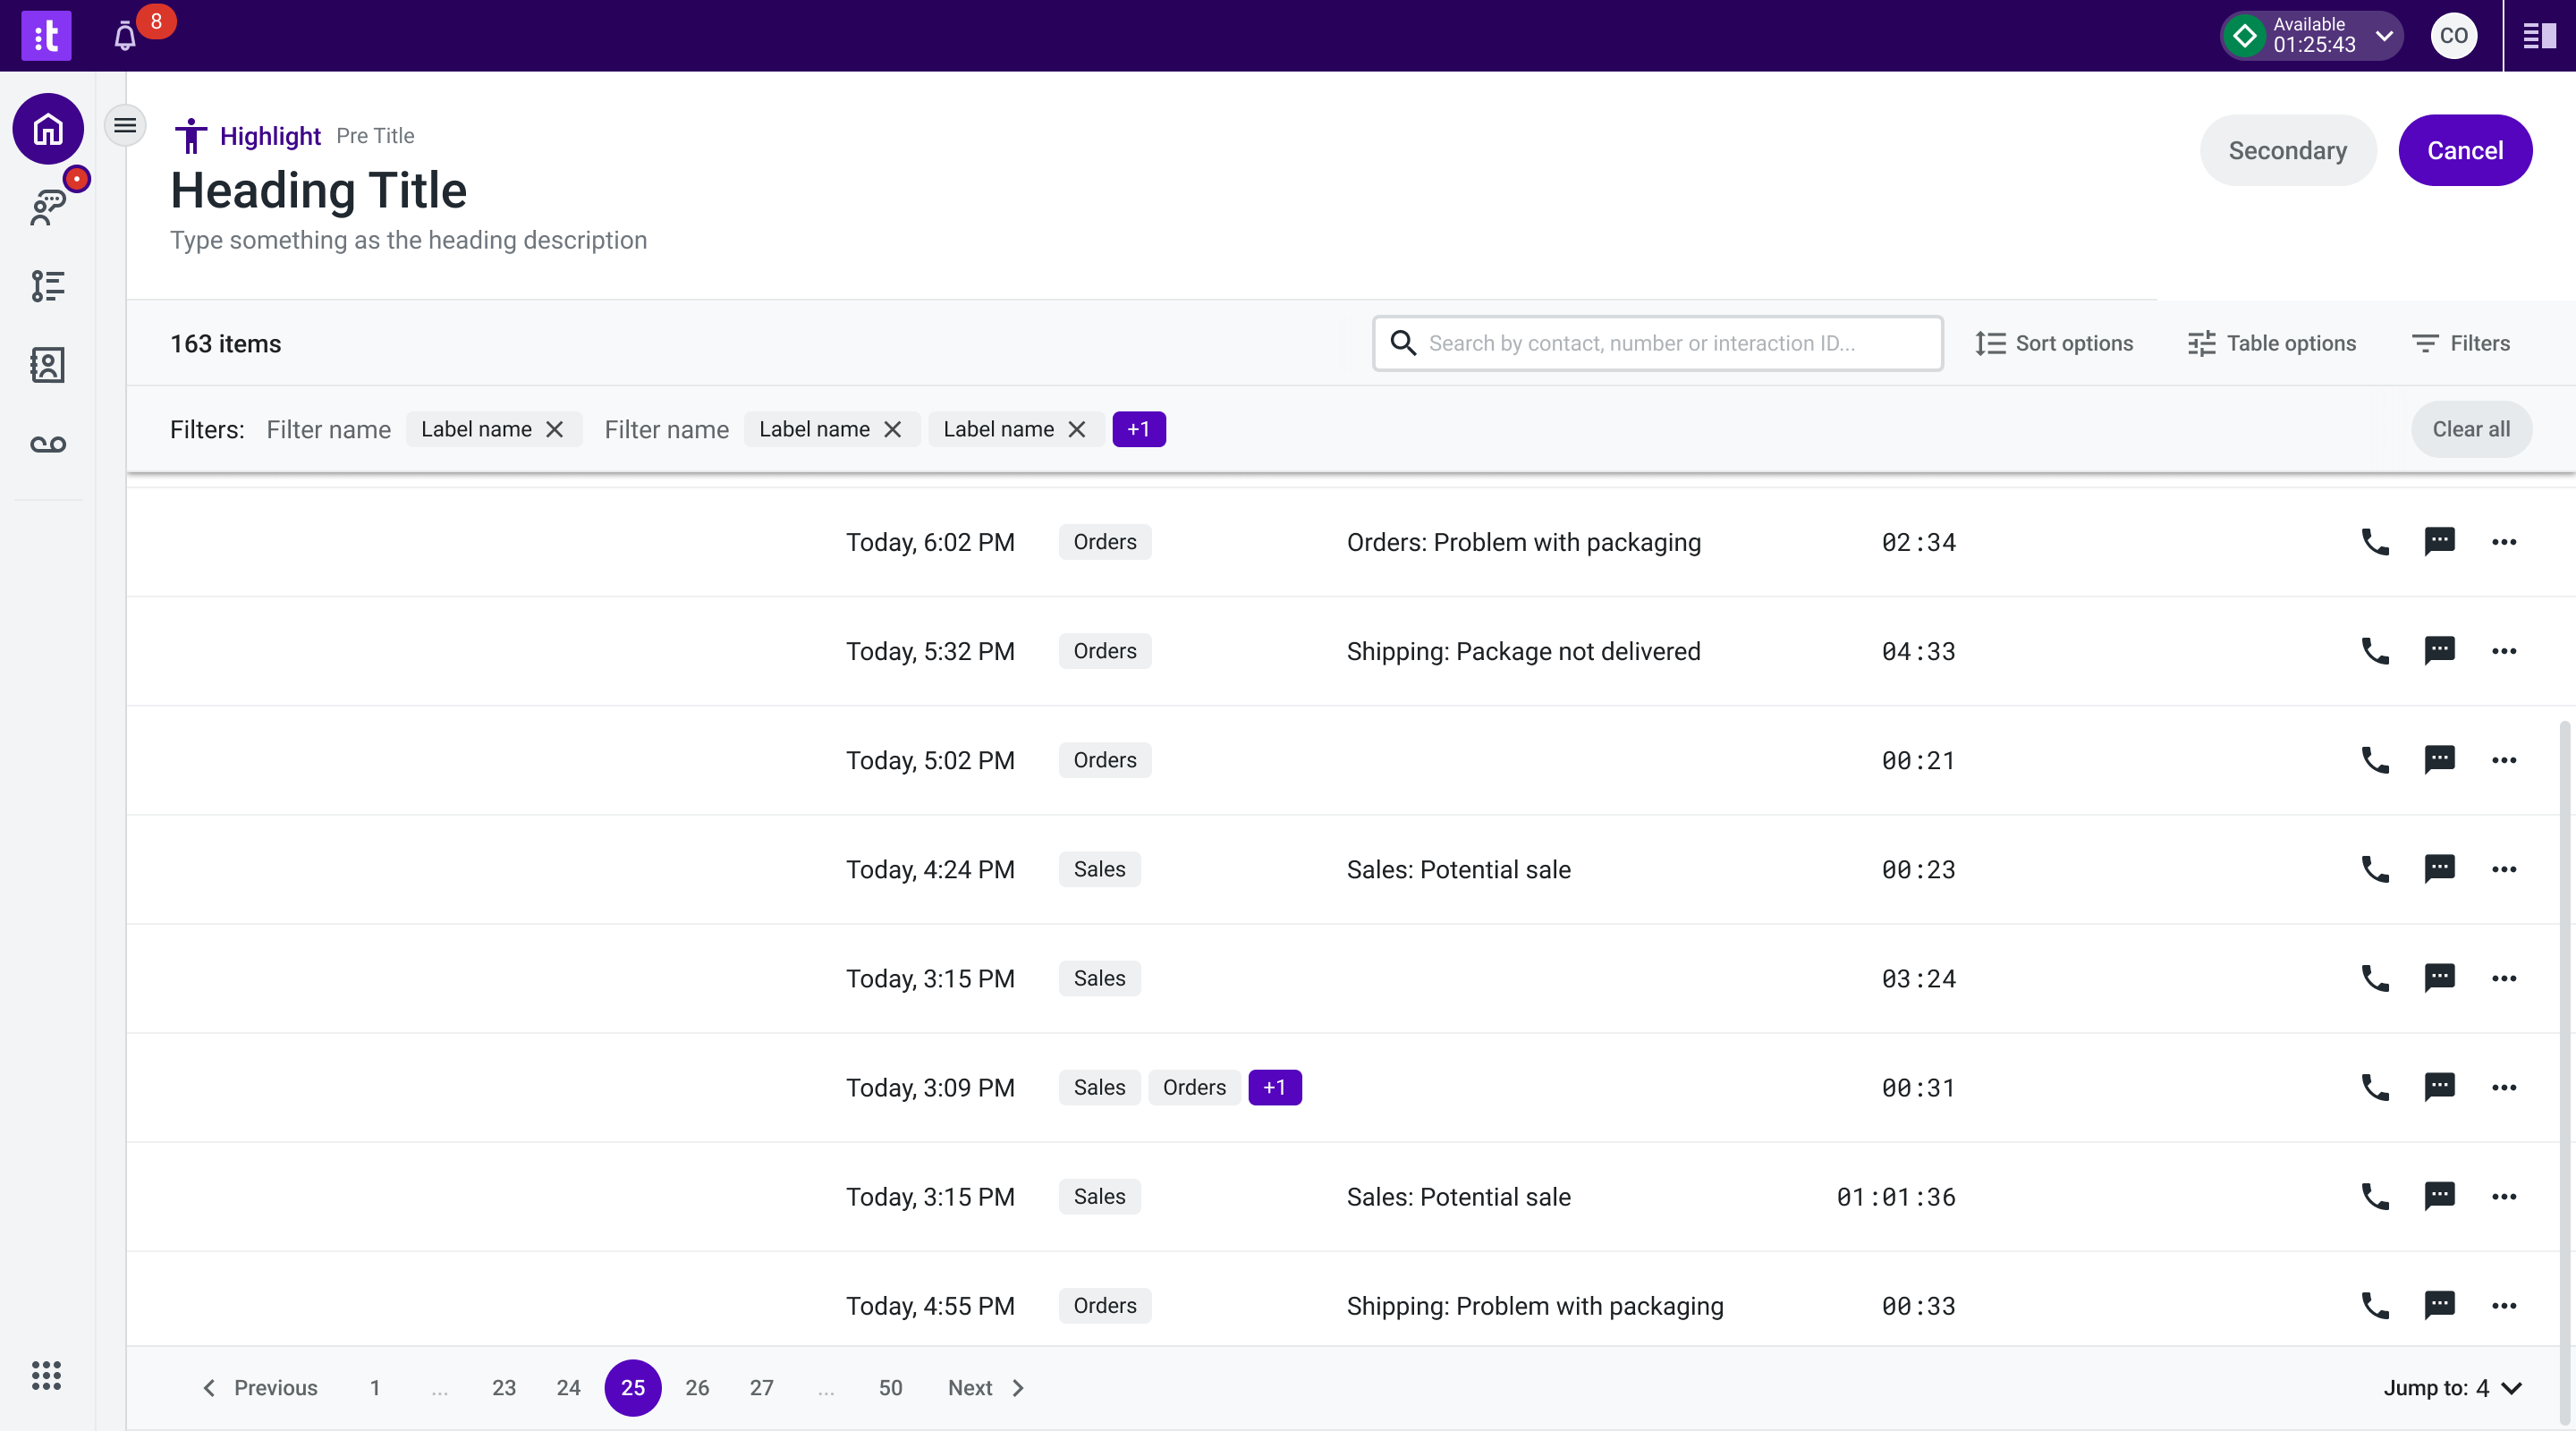 :t
8
Available
01:25:43
CO
Highlight Pre Title
Heading Title
Type something as the heading description
Secondary
Cancel
163 items
Search by contact, number or interaction ID...
Sort options
Table options
Filters
Filters: Filter name Label name Filter name Label name Label name +1
Clear all
Today, 6:02 PM Orders Orders: Problem with packaging 02:34
Today, 5:32 PM Orders Shipping: Package not delivered 04:33
Today, 5:02 PM Orders 00:21
Today, 4:24 PM Sales Sales: Potential sale 00:23
Today, 3:15 PM Sales 03:24
Today, 3:09 PM Sales Orders +1 00:31
Today, 3:15 PM Sales Sales: Potential sale 01:01:36
Today, 4:55 PM Orders Shipping: Problem with packaging 00:33
Previous 1 ... 23 24 25 26 27 ... 50 Next
Jump to: 4